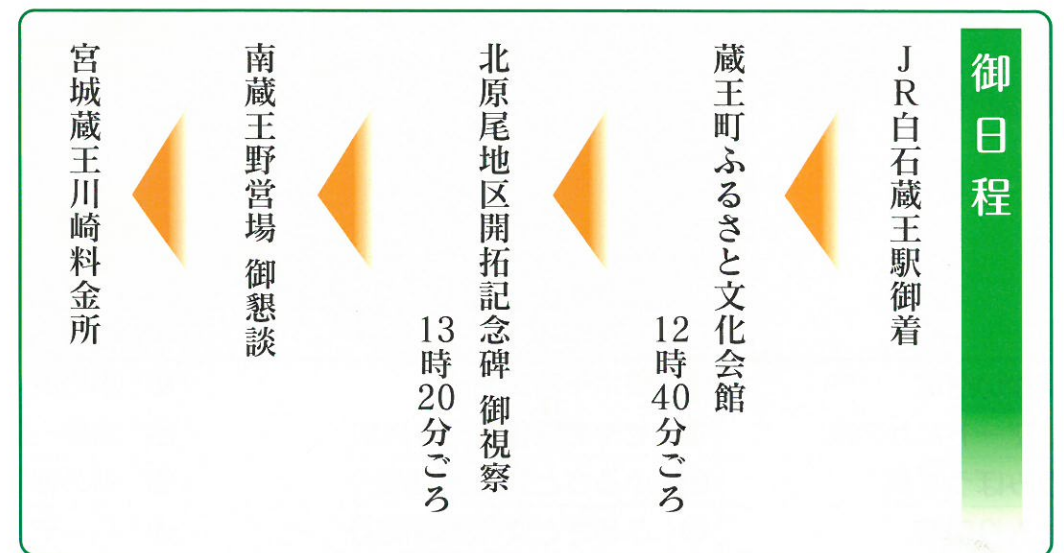 御日程
JR白石蔵王駅御着
蔵王町ふるさと文化会館
12時40分ごろ
北原尾地区開拓記念碑 御視察
13時20分ごろ
南蔵王野営場 御懇談
宮城蔵王川崎料金所